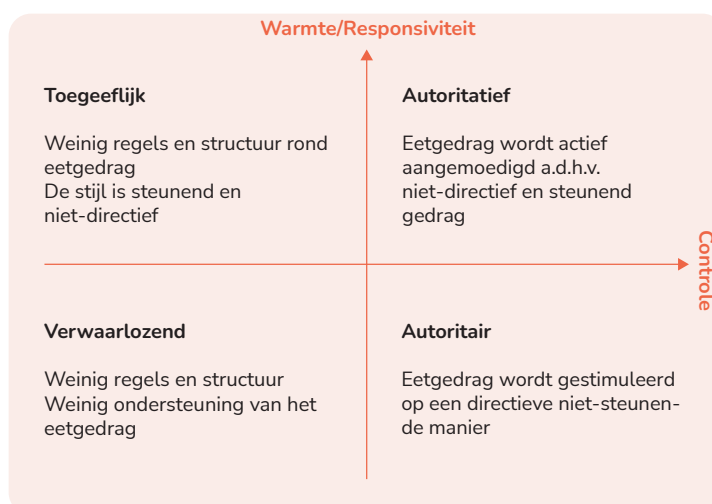 Warmte/Responsiviteit
Toegeeflijk
Weinig regels en structuur rond
eetgedrag
De stijl is steunend en
niet-directief
Autoritatief
Eetgedrag wordt actief
aangemoedigd a.d.h.v.
niet-directief en steunend
gedrag
Controle
Verwaarlozend
Weinig regels en structuur
Weinig ondersteuning van het
eetgedrag
Autoritair
Eetgedrag wordt gestimuleerd
op een directieve niet-steunen-
de manier